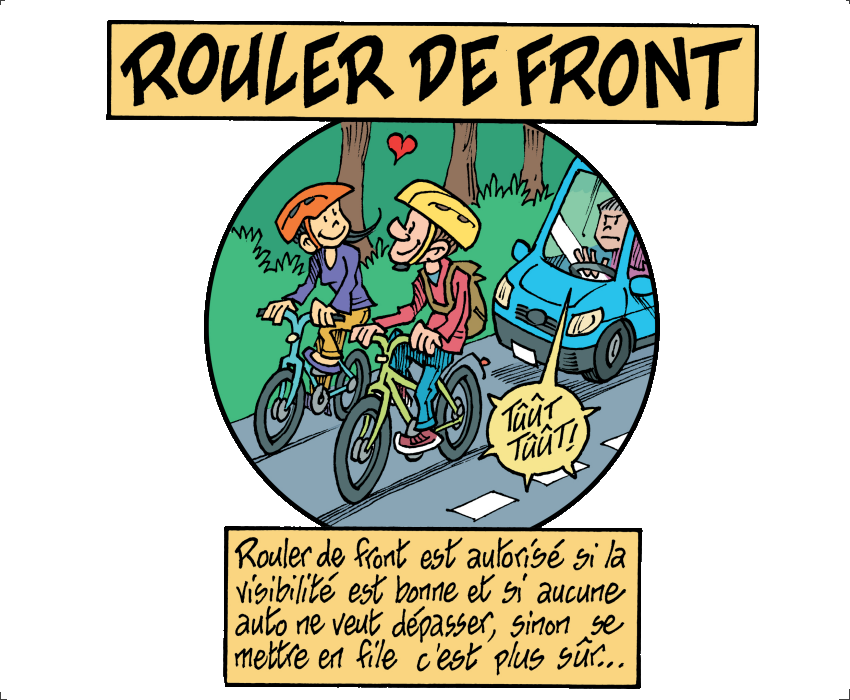 ROULER DE FRONT
TÛÛT
TÛÛT!
Rouler de front est autorisé si la
visibilité est bonne et si aucune
auto ne veut dépasser, sinon se
mettre en file c'est plus sûr...